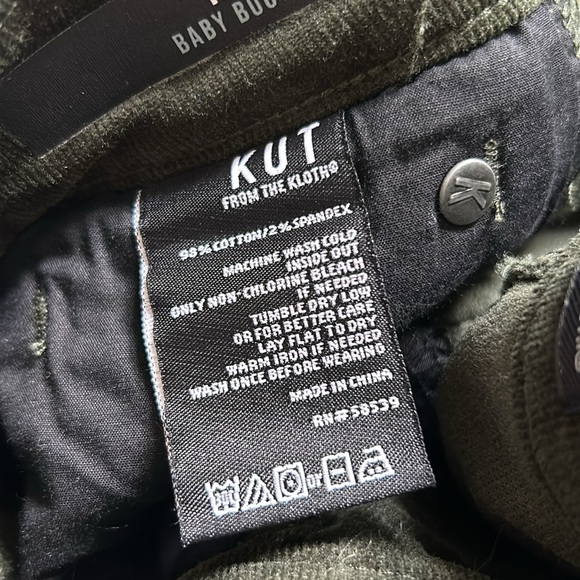 BABY BOO
KUT
FROM THE KLOTH®
98% COTTON/2% SPANDEX
MACHINE WASH COLD
INSIDE OUT
ONLY NON-CHLORINE BLEACH
IF NEEDED
TUMBLE DRY LOW
OR FOR BETTER CARE
LAY FLAT TO DRY
WARM IRON IF NEEDED
WASH ONCE BEFORE WEARING
MADE IN CHINA
RN#58539
or
K